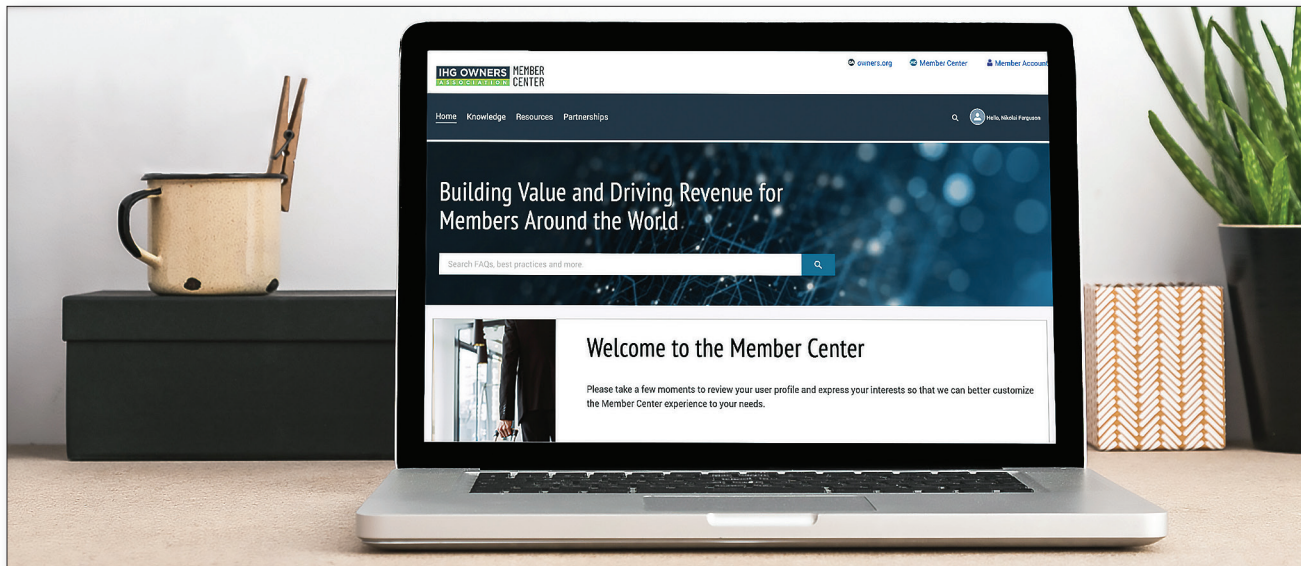 IHG OWNERS MEMBER
ASSOCIATION CENTER
owners.org Member Center Member Account
Home Knowledge Resources Partnerships Hello, Nikolai Ferguson
Building Value and Driving Revenue for
Members Around the World
Search FAQs, best practices and more.
Welcome to the Member Center
Please take a few moments to review your user profile and express your interests so that we can better customize
the Member Center experience to your needs.